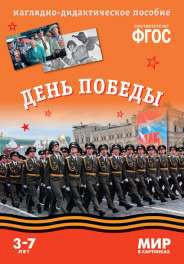 НАГЛЯДНО-ДИДАКТИЧЕСКОЕ ПОСОБИЕ
ФГОС
ДЕНЬ ПОБЕДЫ
3–7
ЛЕТ
МИР
В КАРТИНКАХ